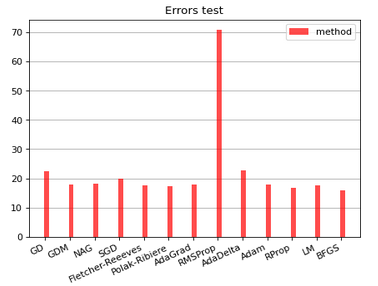 Errors test
method
70
60
50
40
30
20
10
0
GD
GDM
NAG
SGD
Fletcher-Reeeves
Polak-Ribiere
AdaGrad
RMSProp
AdaDelta
Adam
RProp
LM
BFGS